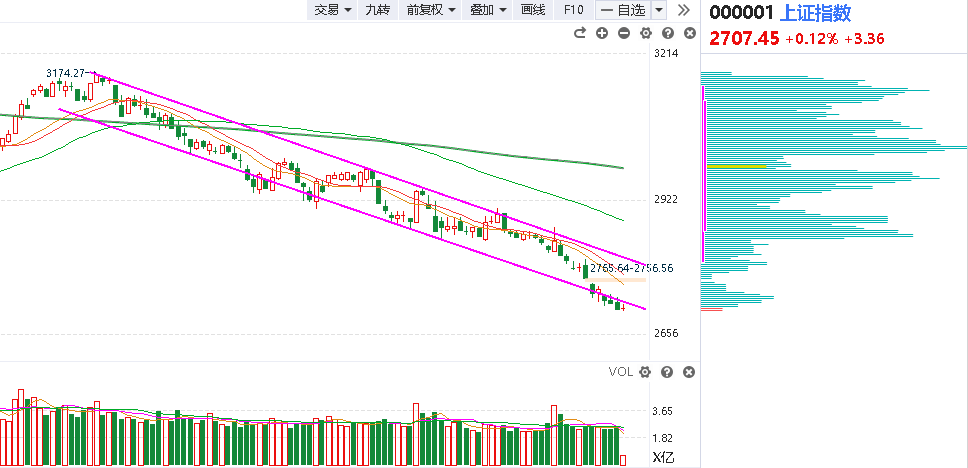 交易 九转 前复权 叠加 画线 F10 一自选
000001 上证指数
2707.45 +0.12% +3.36
3214
3174.27
2922
2765.64-2756.56
2656
VOL
3.65
1.82
X亿